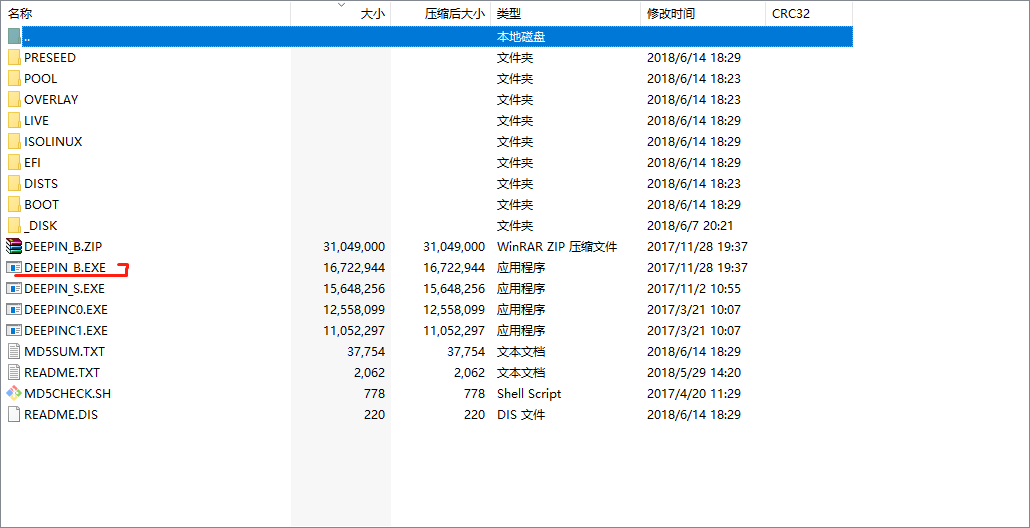 名称 大小 压缩后大小 类型 修改时间 CRC32
.. 本地磁盘
PRESEED 文件夹 2018/6/14 18:29
POOL 文件夹 2018/6/14 18:23
OVERLAY 文件夹 2018/6/14 18:23
LIVE 文件夹 2018/6/14 18:29
ISOLINUX 文件夹 2018/6/14 18:29
EFI 文件夹 2018/6/14 18:29
DISTS 文件夹 2018/6/14 18:23
BOOT 文件夹 2018/6/14 18:29
_DISK 文件夹 2018/6/7 20:21
DEEPIN_B.ZIP 31,049,000 31,049,000 WinRAR ZIP 压缩文件 2017/11/28 19:37
DEEPIN_B.EXE 16,722,944 16,722,944 应用程序 2017/11/28 19:37
DEEPIN_S.EXE 15,648,256 15,648,256 应用程序 2017/11/2 10:55
DEEPINC0.EXE 12,558,099 12,558,099 应用程序 2017/3/21 10:07
DEEPINC1.EXE 11,052,297 11,052,297 应用程序 2017/3/21 10:07
MD5SUM.TXT 37,754 37,754 文本文档 2018/6/14 18:29
README.TXT 2,062 2,062 文本文档 2018/5/29 14:20
MD5CHECK.SH 778 778 Shell Script 2017/4/20 11:29
README.DIS 220 220 DIS 文件 2018/6/14 18:29